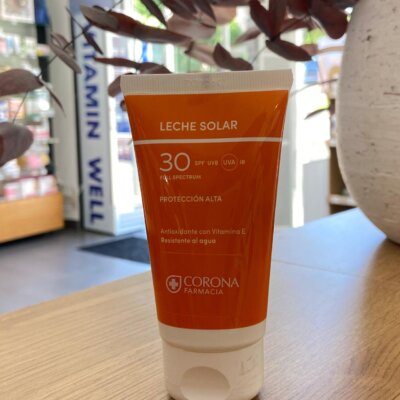 VITAMIN WELL
LECHE SOLAR
30 SPF UVB UVA IR
FULL SPECTRUM
PROTECCIÓN ALTA
Antioxidante con Vitamina E
Resistente al agua
CORONA
FARMACIA